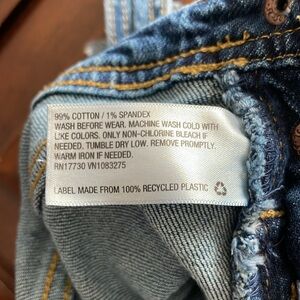 99% COTTON / 1% SPANDEX
WASH BEFORE WEAR. MACHINE WASH COLD WITH
LIKE COLORS. ONLY NON-CHLORINE BLEACH IF
NEEDED. TUMBLE DRY LOW. REMOVE PROMPTLY.
WARM IRON IF NEEDED.
RN17730 VN1083275
LABEL MADE FROM 100% RECYCLED PLASTIC